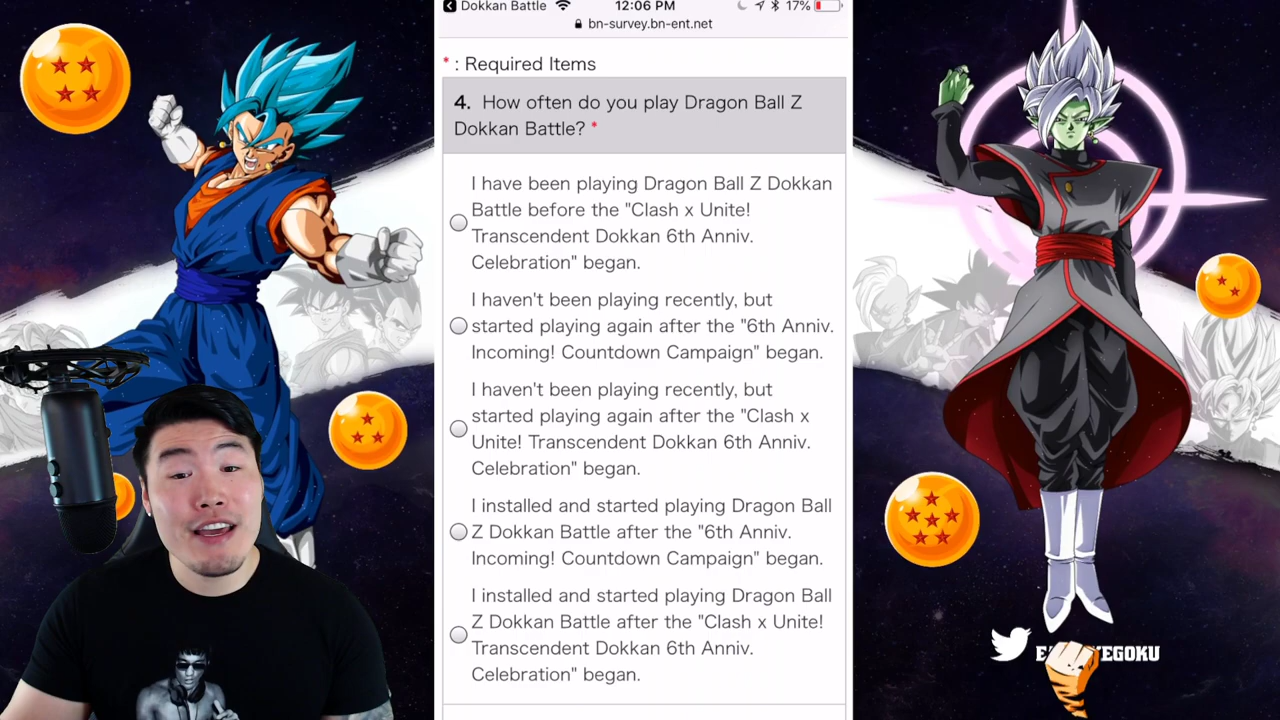 Dokkan Battle 12:06 PM 17%
bn-survey.bn-ent.net
* : Required Items
4. How often do you play Dragon Ball Z
Dokkan Battle? *
I have been playing Dragon Ball Z Dokkan
Battle before the "Clash x Unite!
Transcendent Dokkan 6th Anniv.
Celebration" began.
I haven't been playing recently, but
started playing again after the "6th Anniv.
Incoming! Countdown Campaign" began.
I haven't been playing recently, but
started playing again after the "Clash x
Unite! Transcendent Dokkan 6th Anniv.
Celebration" began.
I installed and started playing Dragon Ball
Z Dokkan Battle after the "6th Anniv.
Incoming! Countdown Campaign" began.
I installed and started playing Dragon Ball
Z Dokkan Battle after the "Clash x Unite!
Transcendent Dokkan 6th Anniv.
Celebration" began.